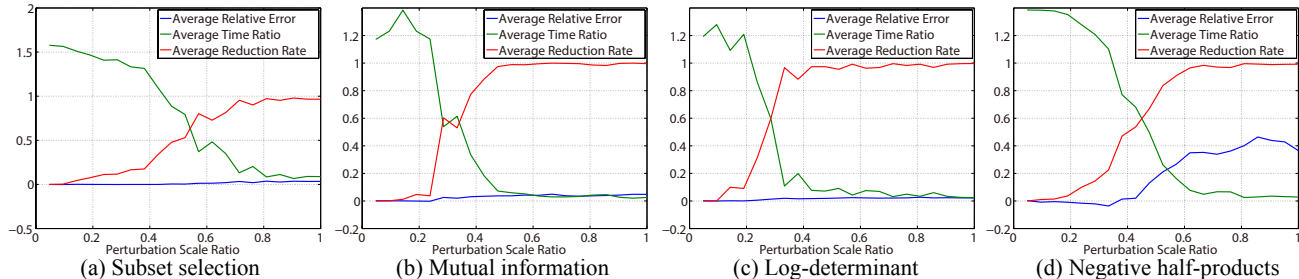 Average Relative Error
Average Time Ratio
Average Reduction Rate
2
1.5
1
0.5
0
−0.5
0 0.2 0.4 0.6 0.8 1
Perturbation Scale Ratio
(a) Subset selection
Average Relative Error
Average Time Ratio
Average Reduction Rate
1.2
1
0.8
0.6
0.4
0.2
0
−0.2
0 0.2 0.4 0.6 0.8 1
Perturbation Scale Ratio
(b) Mutual information
Average Relative Error
Average Time Ratio
Average Reduction Rate
1.2
1
0.8
0.6
0.4
0.2
0
−0.2
0 0.2 0.4 0.6 0.8 1
Perturbation Scale Ratio
(c) Log-determinant
Average Relative Error
Average Time Ratio
Average Reduction Rate
1.2
1
0.8
0.6
0.4
0.2
0
−0.2
0 0.2 0.4 0.6 0.8 1
Perturbation Scale Ratio
(d) Negative half-products